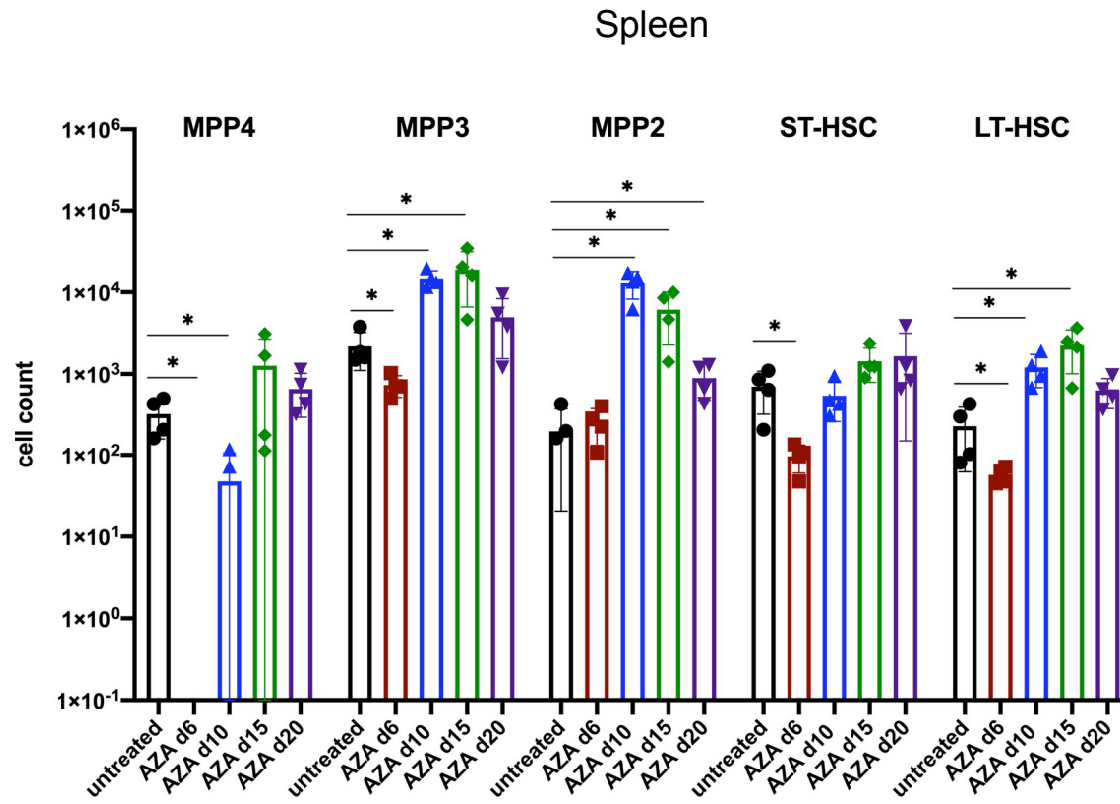 Spleen
MPP4 MPP3 MPP2 ST-HSC LT-HSC
cell count
1×10⁶
1×10⁵
1×10⁴
1×10³
1×10²
1×10¹
1×10⁰
1×10⁻¹
* * * * * * * * * * * *
untreated AZA d6 AZA d10 AZA d15 AZA d20 untreated AZA d6 AZA d10 AZA d15 AZA d20 untreated AZA d6 AZA d10 AZA d15 AZA d20 untreated AZA d6 AZA d10 AZA d15 AZA d20 untreated AZA d6 AZA d10 AZA d15 AZA d20